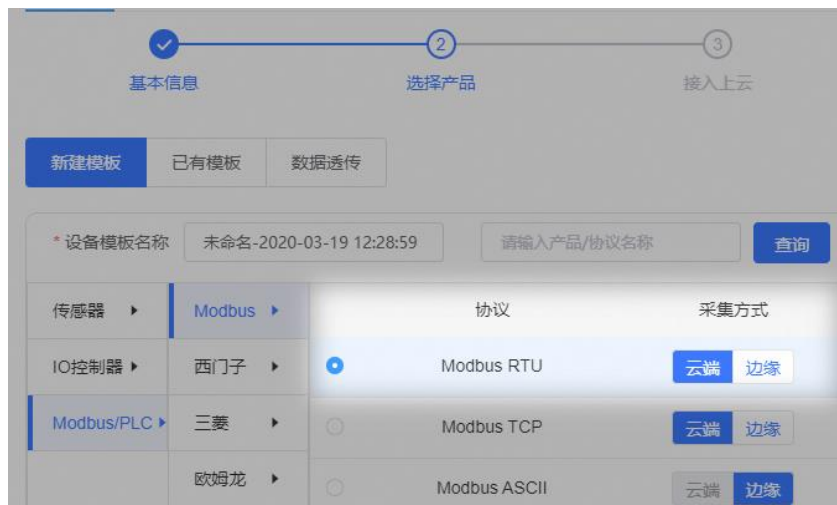 2
3
基本信息
选择产品
接入上云
新建模板
已有模板
数据透传
* 设备模板名称
未命名-2020-03-19 12:28:59
请输入产品/协议名称
查询
传感器
Modbus
协议
采集方式
IO控制器
西门子
Modbus RTU
云端
边缘
Modbus/PLC
三菱
Modbus TCP
云端
边缘
欧姆龙
Modbus ASCII
云端
边缘